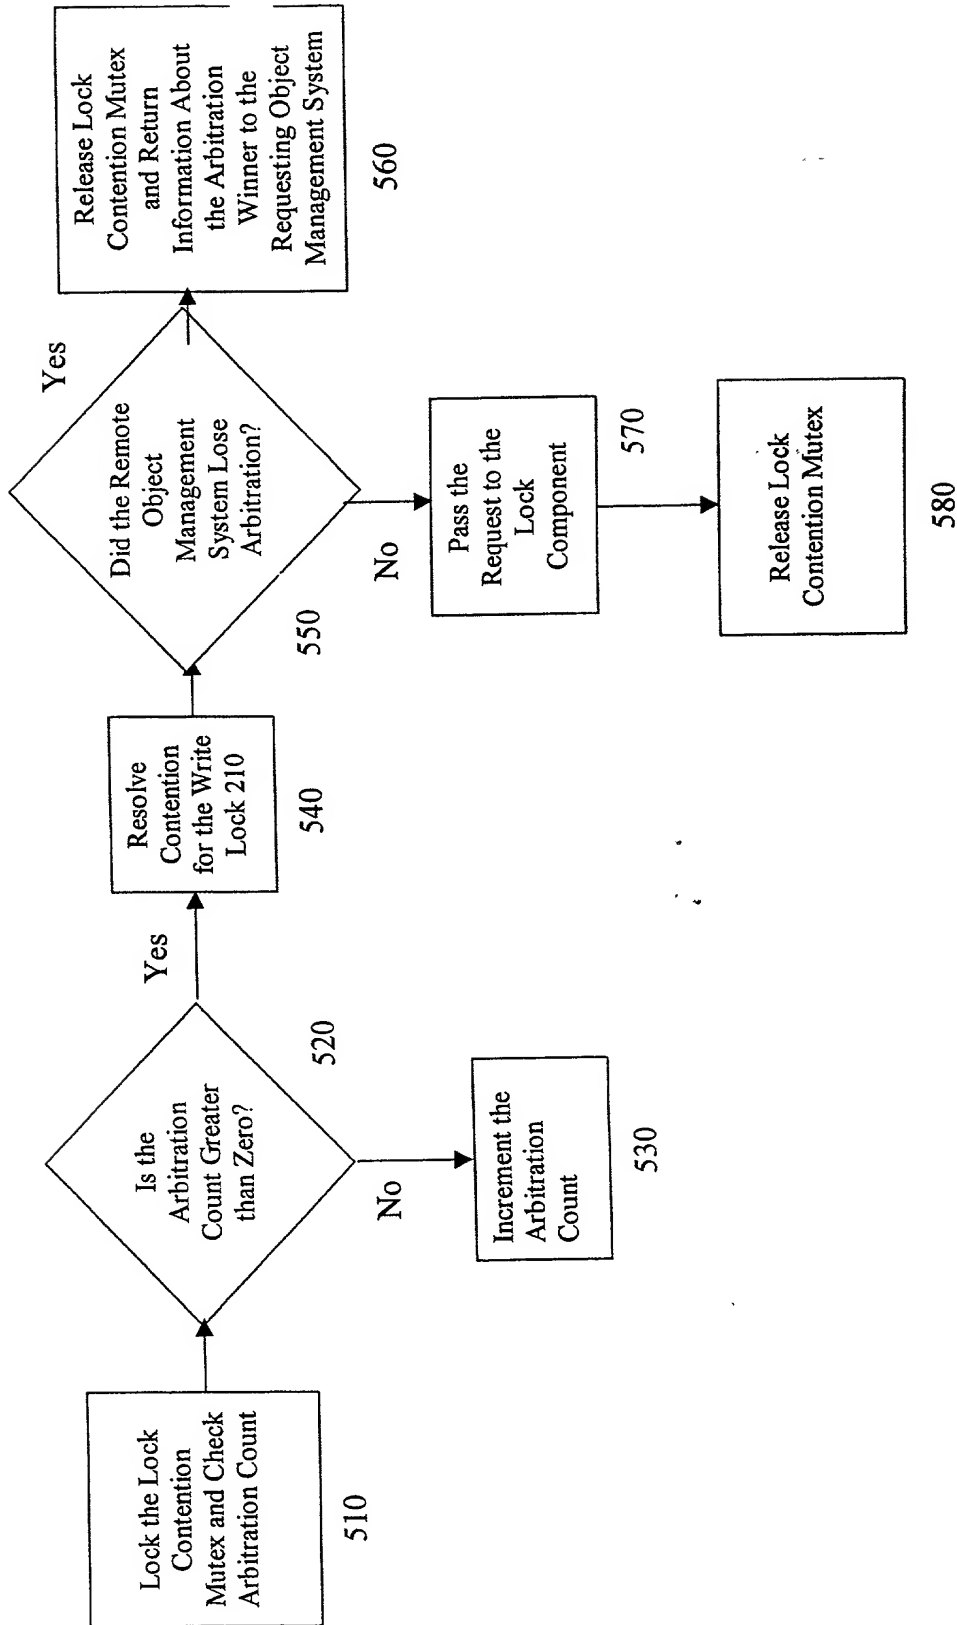 Lock the Lock
Contention
Mutex and Check
Arbitration Count
510
Is the
Arbitration
Count Greater
than Zero?
520
Yes
No
Increment the
Arbitration
Count
530
Resolve
Contention
for the Write
Lock 210
540
Did the Remote
Object
Management
System Lose
Arbitration?
550
Yes
No
Release Lock
Contention Mutex
and Return
Information About
the Arbitration
Winner to the
Requesting Object
Management System
560
Pass the
Request to the
Lock
Component
570
Release Lock
Contention Mutex
580